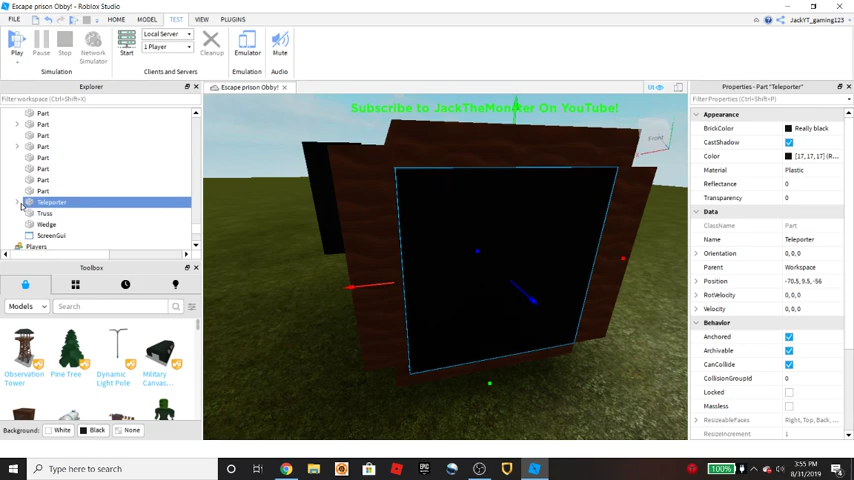 Escape prison Obby! - Roblox Studio
FILE HOME MODEL TEST VIEW PLUGINS JackYT_gaming123
Play Pause Stop Network Simulator
Start Local Server 1 Player Cleanup Emulator Mute
Simulation Clients and Servers Emulation Audio
Explorer
Filter workspace (Ctrl+Shift+X)
Part
Part
Part
Part
Part
Part
Part
Part
Teleporter
Truss
Wedge
ScreenGui
Players
Toolbox
Models Search
Observation Tower
Pine Tree
Dynamic Light Pole
Military Canvas...
Background: White Black None
Escape prison Obby! UI
Subscribe to JackTheMonster On YouTube!
Front
Properties - Part "Teleporter"
Filter Properties (Ctrl+Shift+P)
Appearance
BrickColor Really black
CastShadow
Color [17, 17, 17] (R...
Material Plastic
Reflectance 0
Transparency 0
Data
ClassName Part
Name Teleporter
Orientation 0, 0, 0
Parent Workspace
Position -70.5, 9.5, -56
RotVelocity 0, 0, 0
Velocity 0, 0, 0
Behavior
Anchored
Archivable
CanCollide
CollisionGroupId 0
Locked
Massless
ResizeableFaces Right, Top, Back, ...
ResizeIncrement 1
Type here to search
EPIC
100%
3:55 PM
8/31/2019
4